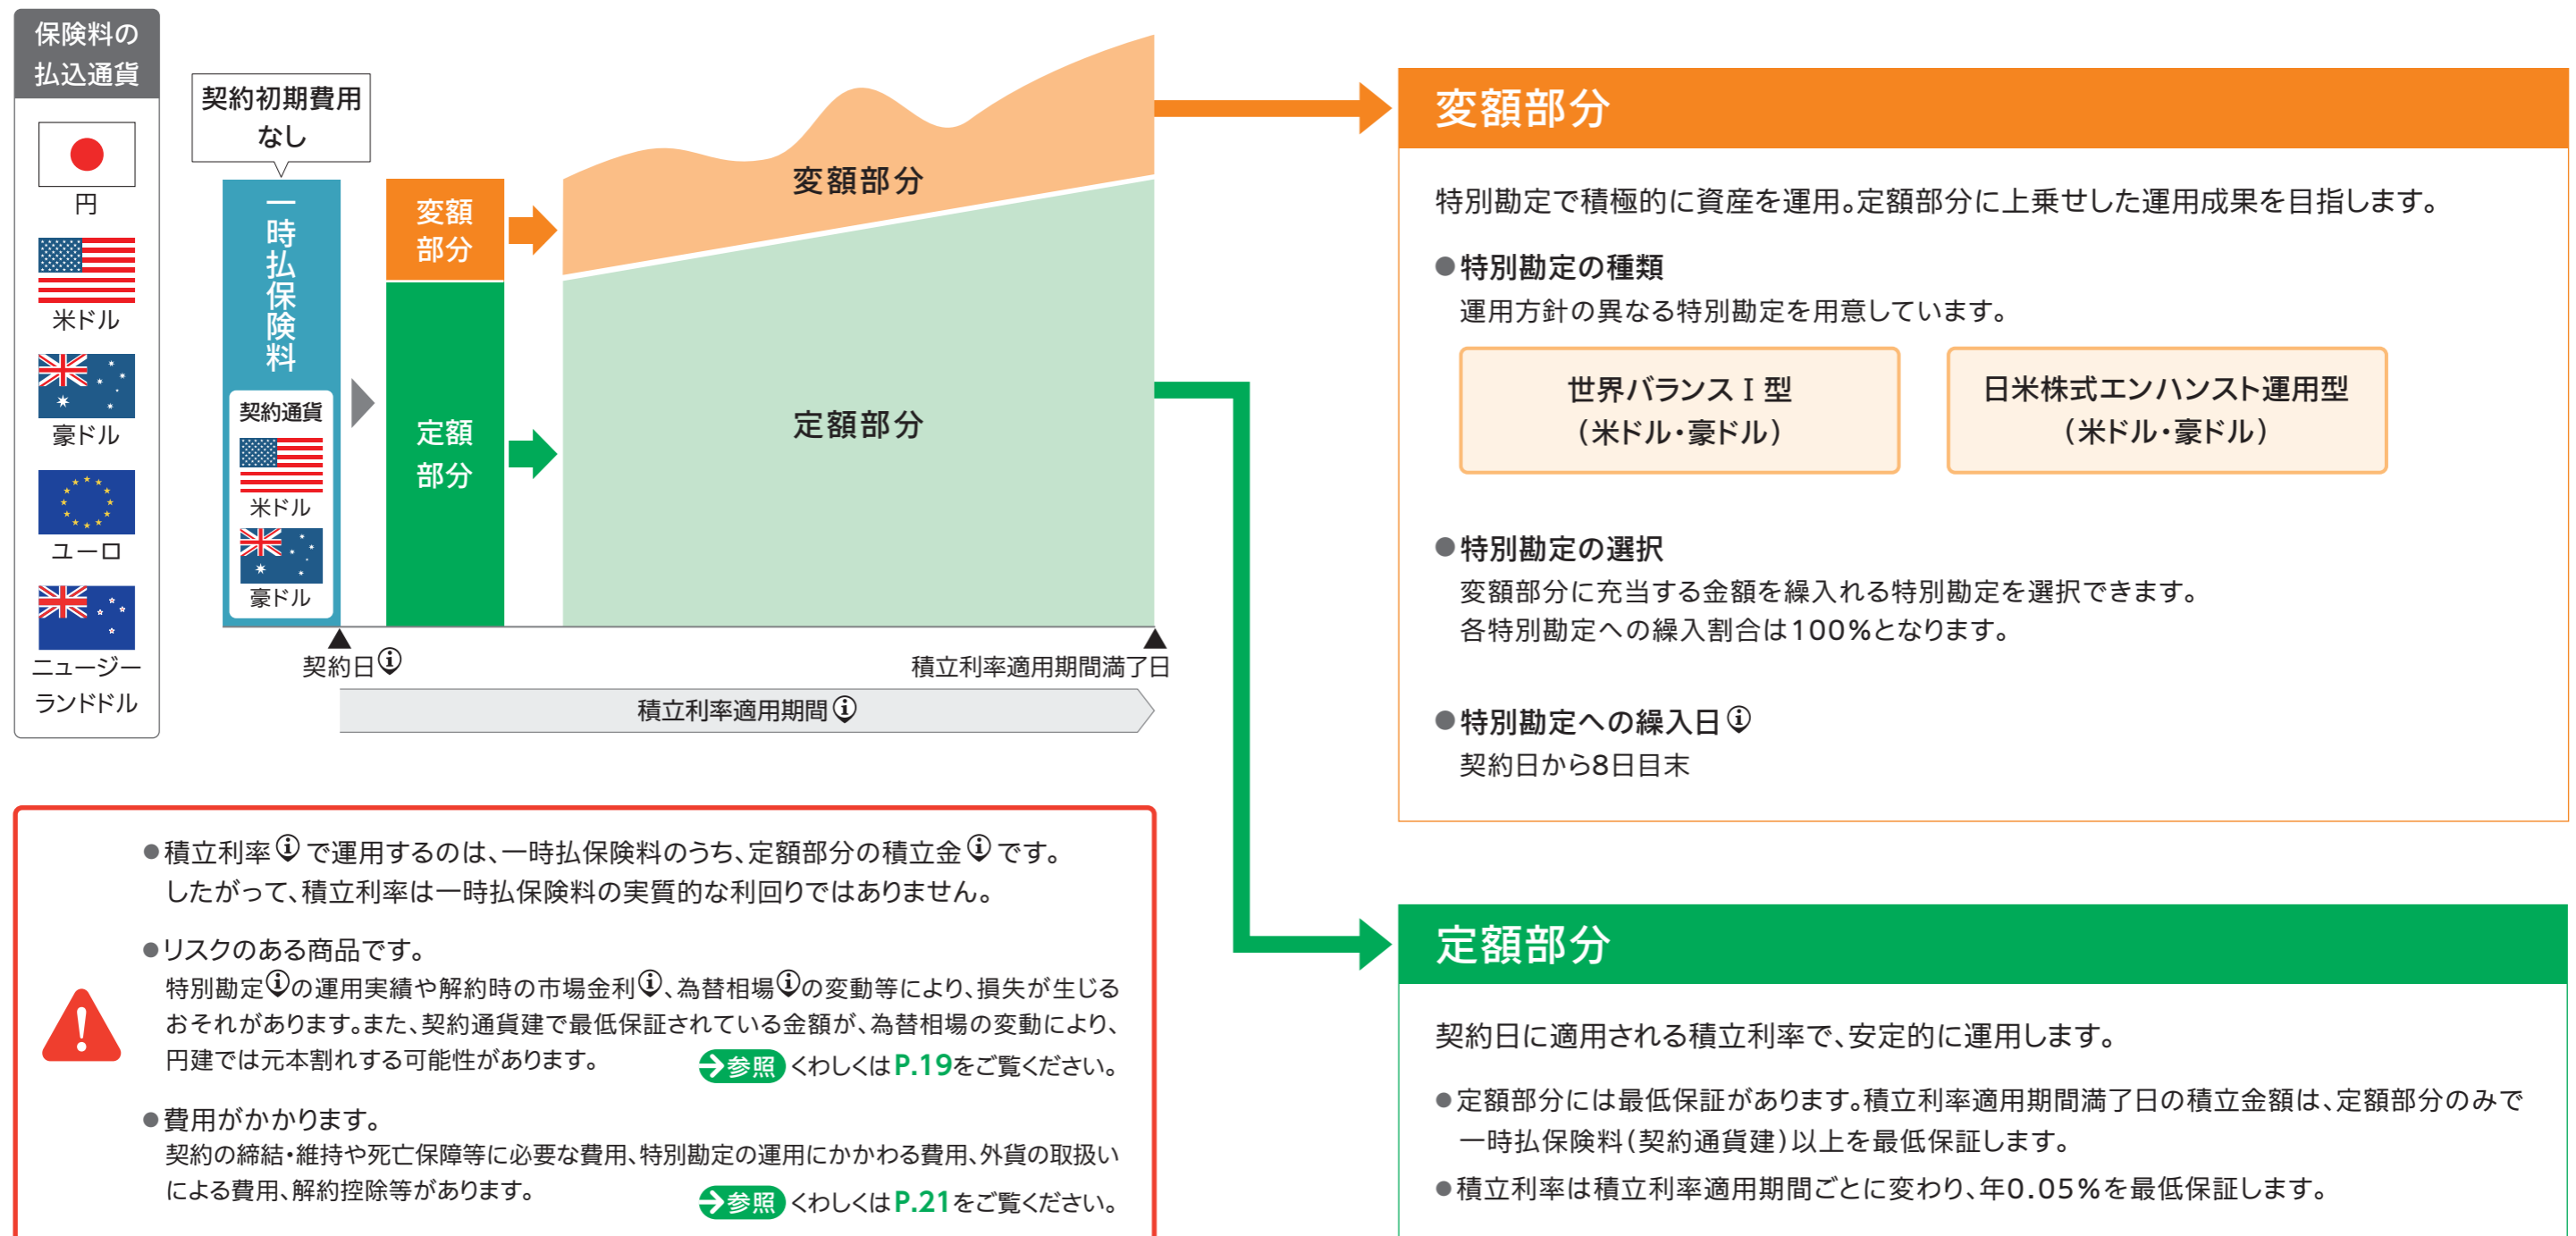 保険料の
払込通貨
円
米ドル
豪ドル
ユーロ
ニュージー
ランドドル
契約初期費用
なし
一時払保険料
契約通貨
米ドル
豪ドル
変額
部分
定額
部分
変額部分
定額部分
契約日
積立利率適用期間満了日
積立利率適用期間
●積立利率で運用するのは、一時払保険料のうち、定額部分の積立金です。
したがって、積立利率は一時払保険料の実質的な利回りではありません。
●リスクのある商品です。
特別勘定の運用実績や解約時の市場金利、為替相場の変動等により、損失が生じる
おそれがあります。また、契約通貨建で最低保証されている金額が、為替相場の変動により、
円建では元本割れする可能性があります。 参照 くわしくはP.19をご覧ください。
●費用がかかります。
契約の締結・維持や死亡保障等に必要な費用、特別勘定の運用にかかわる費用、外貨の取扱い
による費用、解約控除等があります。 参照 くわしくはP.21をご覧ください。
変額部分
特別勘定で積極的に資産を運用。定額部分に上乗せした運用成果を目指します。
●特別勘定の種類
運用方針の異なる特別勘定を用意しています。
世界バランスⅠ型
(米ドル・豪ドル)
日米株式エンハンスト運用型
(米ドル・豪ドル)
●特別勘定の選択
変額部分に充当する金額を繰入れる特別勘定を選択できます。
各特別勘定への繰入割合は100%となります。
●特別勘定への繰入日
契約日から8日目末
定額部分
契約日に適用される積立利率で、安定的に運用します。
●定額部分には最低保証があります。積立利率適用期間満了日の積立金額は、定額部分のみで
一時払保険料(契約通貨建)以上を最低保証します。
●積立利率は積立利率適用期間ごとに変わり、年0.05%を最低保証します。